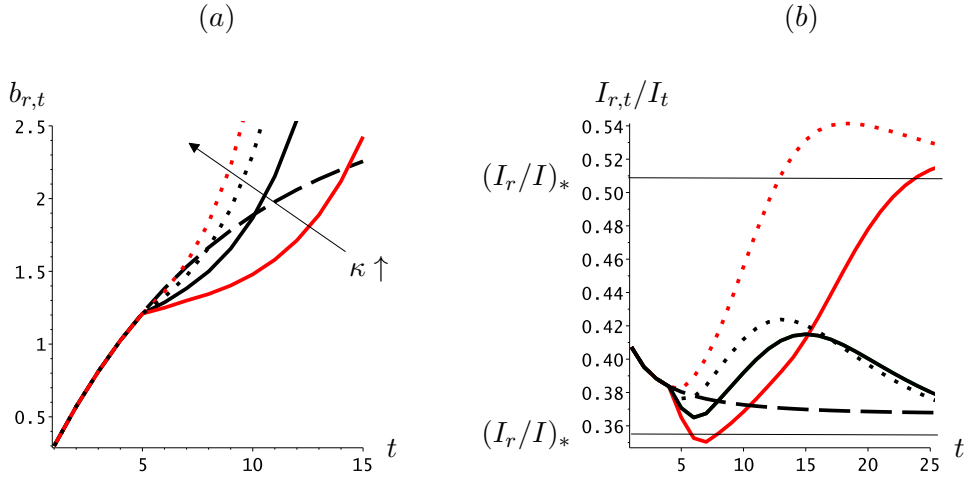 (a)
b_{r,t}
2.5
2
1.5
1
0.5
5
10
15
t
κ ↑
(b)
I_{r,t}/I_t
0.54
0.52
(I_r/I)_*
0.50
0.48
0.46
0.44
0.42
0.40
0.38
0.36
(I_r/I)_*
5
10
15
20
25
t